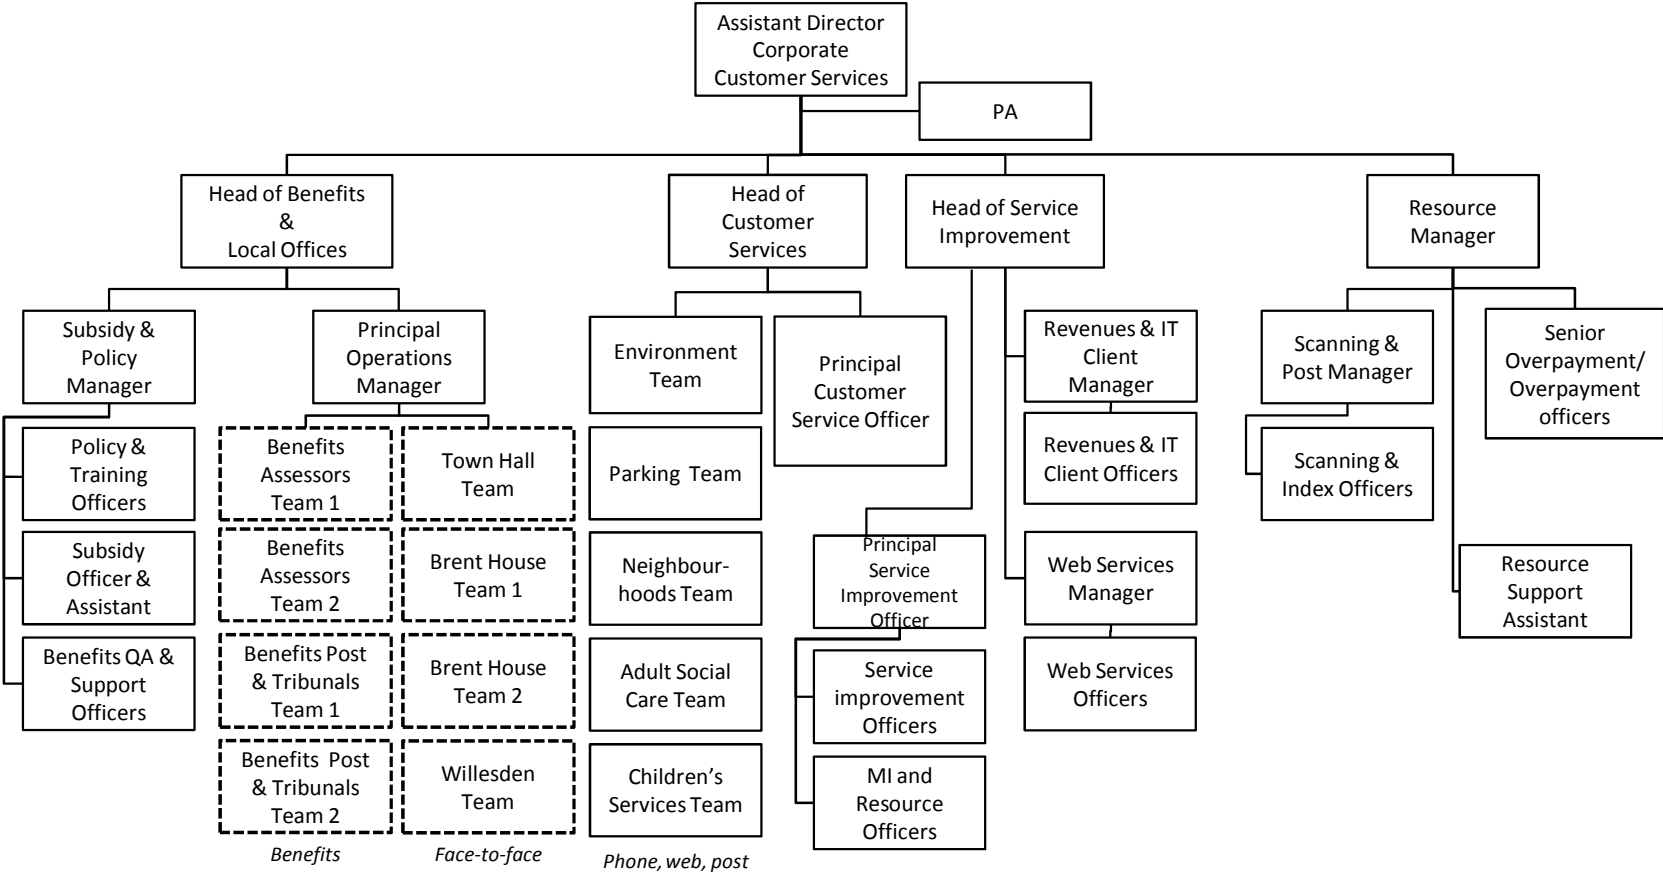 Assistant Director
Corporate
Customer Services
PA
Head of Benefits
&
Local Offices
Head of
Customer
Services
Head of Service
Improvement
Resource
Manager
Subsidy &
Policy
Manager
Principal
Operations
Manager
Environment
Team
Principal
Customer
Service Officer
Revenues & IT
Client
Manager
Scanning &
Post Manager
Senior
Overpayment/
Overpayment
officers
Policy &
Training
Officers
Benefits
Assessors
Team 1
Town Hall
Team
Parking Team
Revenues & IT
Client Officers
Scanning &
Index Officers
Subsidy
Officer &
Assistant
Benefits
Assessors
Team 2
Brent House
Team 1
Neighbour-
hoods Team
Principal
Service
Improvement
Officer
Web Services
Manager
Resource
Support
Assistant
Benefits QA &
Support
Officers
Benefits Post
& Tribunals
Team 1
Brent House
Team 2
Adult Social
Care Team
Service
improvement
Officers
Web Services
Officers
Benefits Post
& Tribunals
Team 2
Willesden
Team
Children's
Services Team
MI and
Resource
Officers
Benefits
Face-to-face
Phone, web, post